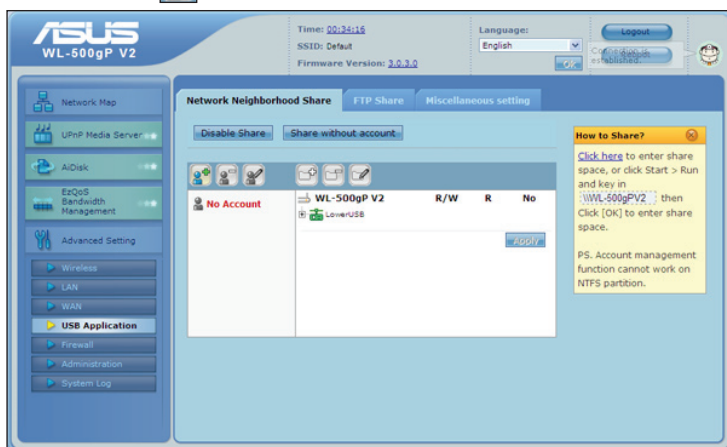 ASUS
WL-500gP V2
Time: 00:34:16
SSID: Default
Firmware Version: 3.0.3.0
Language:
English
OK
Logout
Reboot
Network Map
UPnP Media Server
AiDisk
EzQoS
Bandwidth
Management
Advanced Setting
Wireless
LAN
WAN
USB Application
Firewall
Administration
System Log
Network Neighborhood Share
FTP Share
Miscellaneous setting
Disable Share
Share without account
No Account
WL-500gP V2 R/W R No
LowerUSB
Apply
How to Share?
Click here to enter share
space, or click Start > Run
and key in
\\WL-500gPV2 then
Click [OK] to enter share
space.
PS. Account management
function cannot work on
NTFS partition.